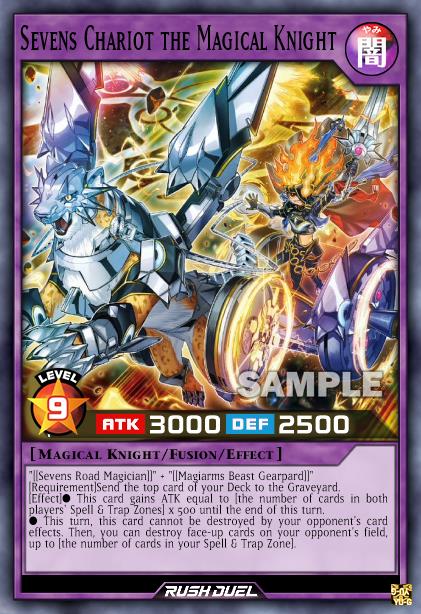 Sevens Chariot the Magical Knight
やみ
闇
SAMPLE
LEVEL
9
ATK 3000 DEF 2500
[ Magical Knight/Fusion/Effect ]
"[[Sevens Road Magician]]" + "[[Magiarms Beast Gearpard]]"
[Requirement]Send the top card of your Deck to the Graveyard.
[Effect]● This card gains ATK equal to [the number of cards in both
players' Spell & Trap Zones] x 500 until the end of this turn.
● This turn, this card cannot be destroyed by your opponent's card
effects. Then, you can destroy face-up cards on your opponent's field,
up to [the number of cards in your Spell & Trap Zone].
RUSH DUEL